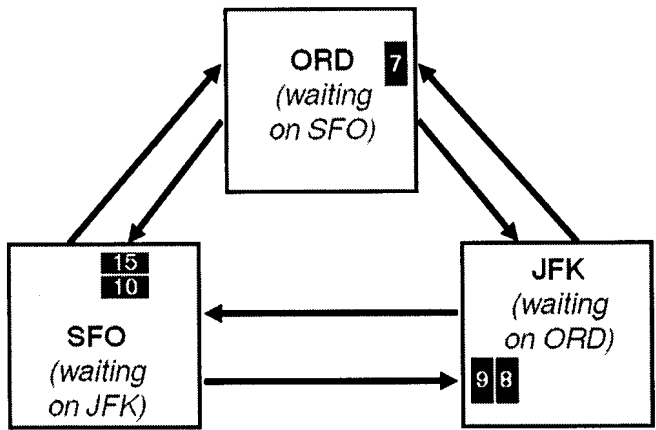 ORD 7
(waiting
on SFO)
15
10
SFO
(waiting
on JFK)
JFK
(waiting
on ORD)
9 8